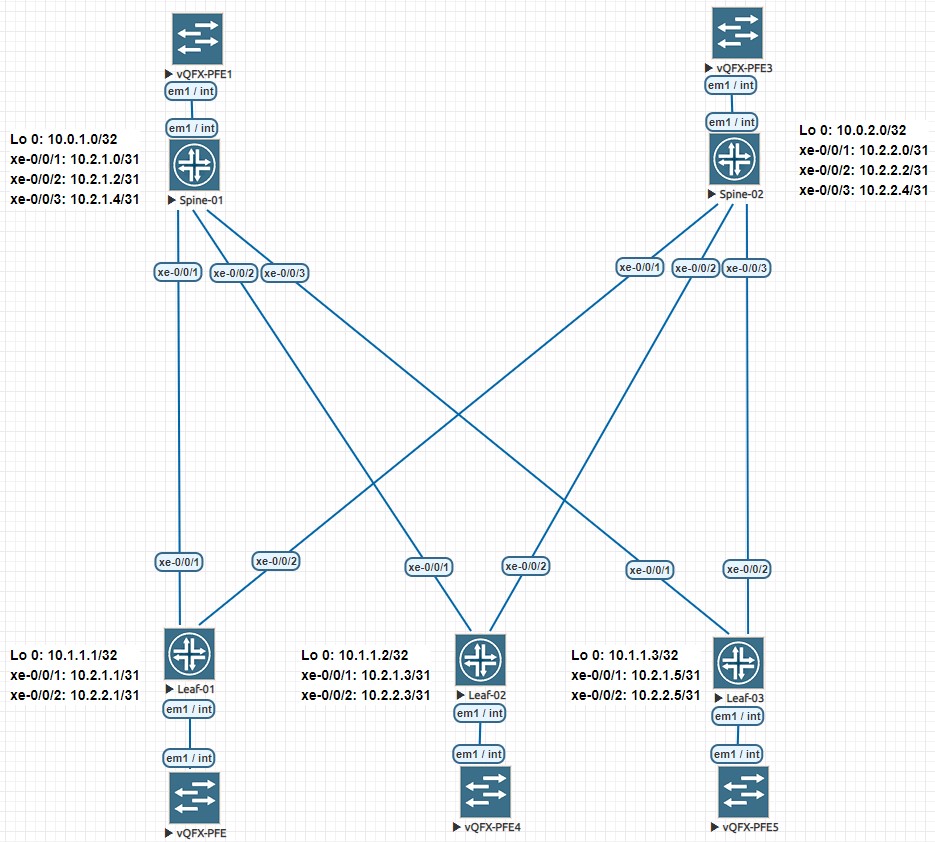 vQFX-PFE1
em1 / int
em1 / int
Lo 0: 10.0.1.0/32
xe-0/0/1: 10.2.1.0/31
xe-0/0/2: 10.2.1.2/31
xe-0/0/3: 10.2.1.4/31
Spine-01
vQFX-PFE3
em1 / int
em1 / int
Lo 0: 10.0.2.0/32
xe-0/0/1: 10.2.2.0/31
xe-0/0/2: 10.2.2.2/31
xe-0/0/3: 10.2.2.4/31
Spine-02
xe-0/0/1
xe-0/0/2
xe-0/0/3
xe-0/0/1
xe-0/0/2
xe-0/0/3
xe-0/0/1
xe-0/0/2
xe-0/0/1
xe-0/0/2
xe-0/0/1
xe-0/0/2
Lo 0: 10.1.1.1/32
xe-0/0/1: 10.2.1.1/31
xe-0/0/2: 10.2.2.1/31
Leaf-01
em1 / int
em1 / int
vQFX-PFE
Lo 0: 10.1.1.2/32
xe-0/0/1: 10.2.1.3/31
xe-0/0/2: 10.2.2.3/31
Leaf-02
em1 / int
em1 / int
vQFX-PFE4
Lo 0: 10.1.1.3/32
xe-0/0/1: 10.2.1.5/31
xe-0/0/2: 10.2.2.5/31
Leaf-03
em1 / int
em1 / int
vQFX-PFE5